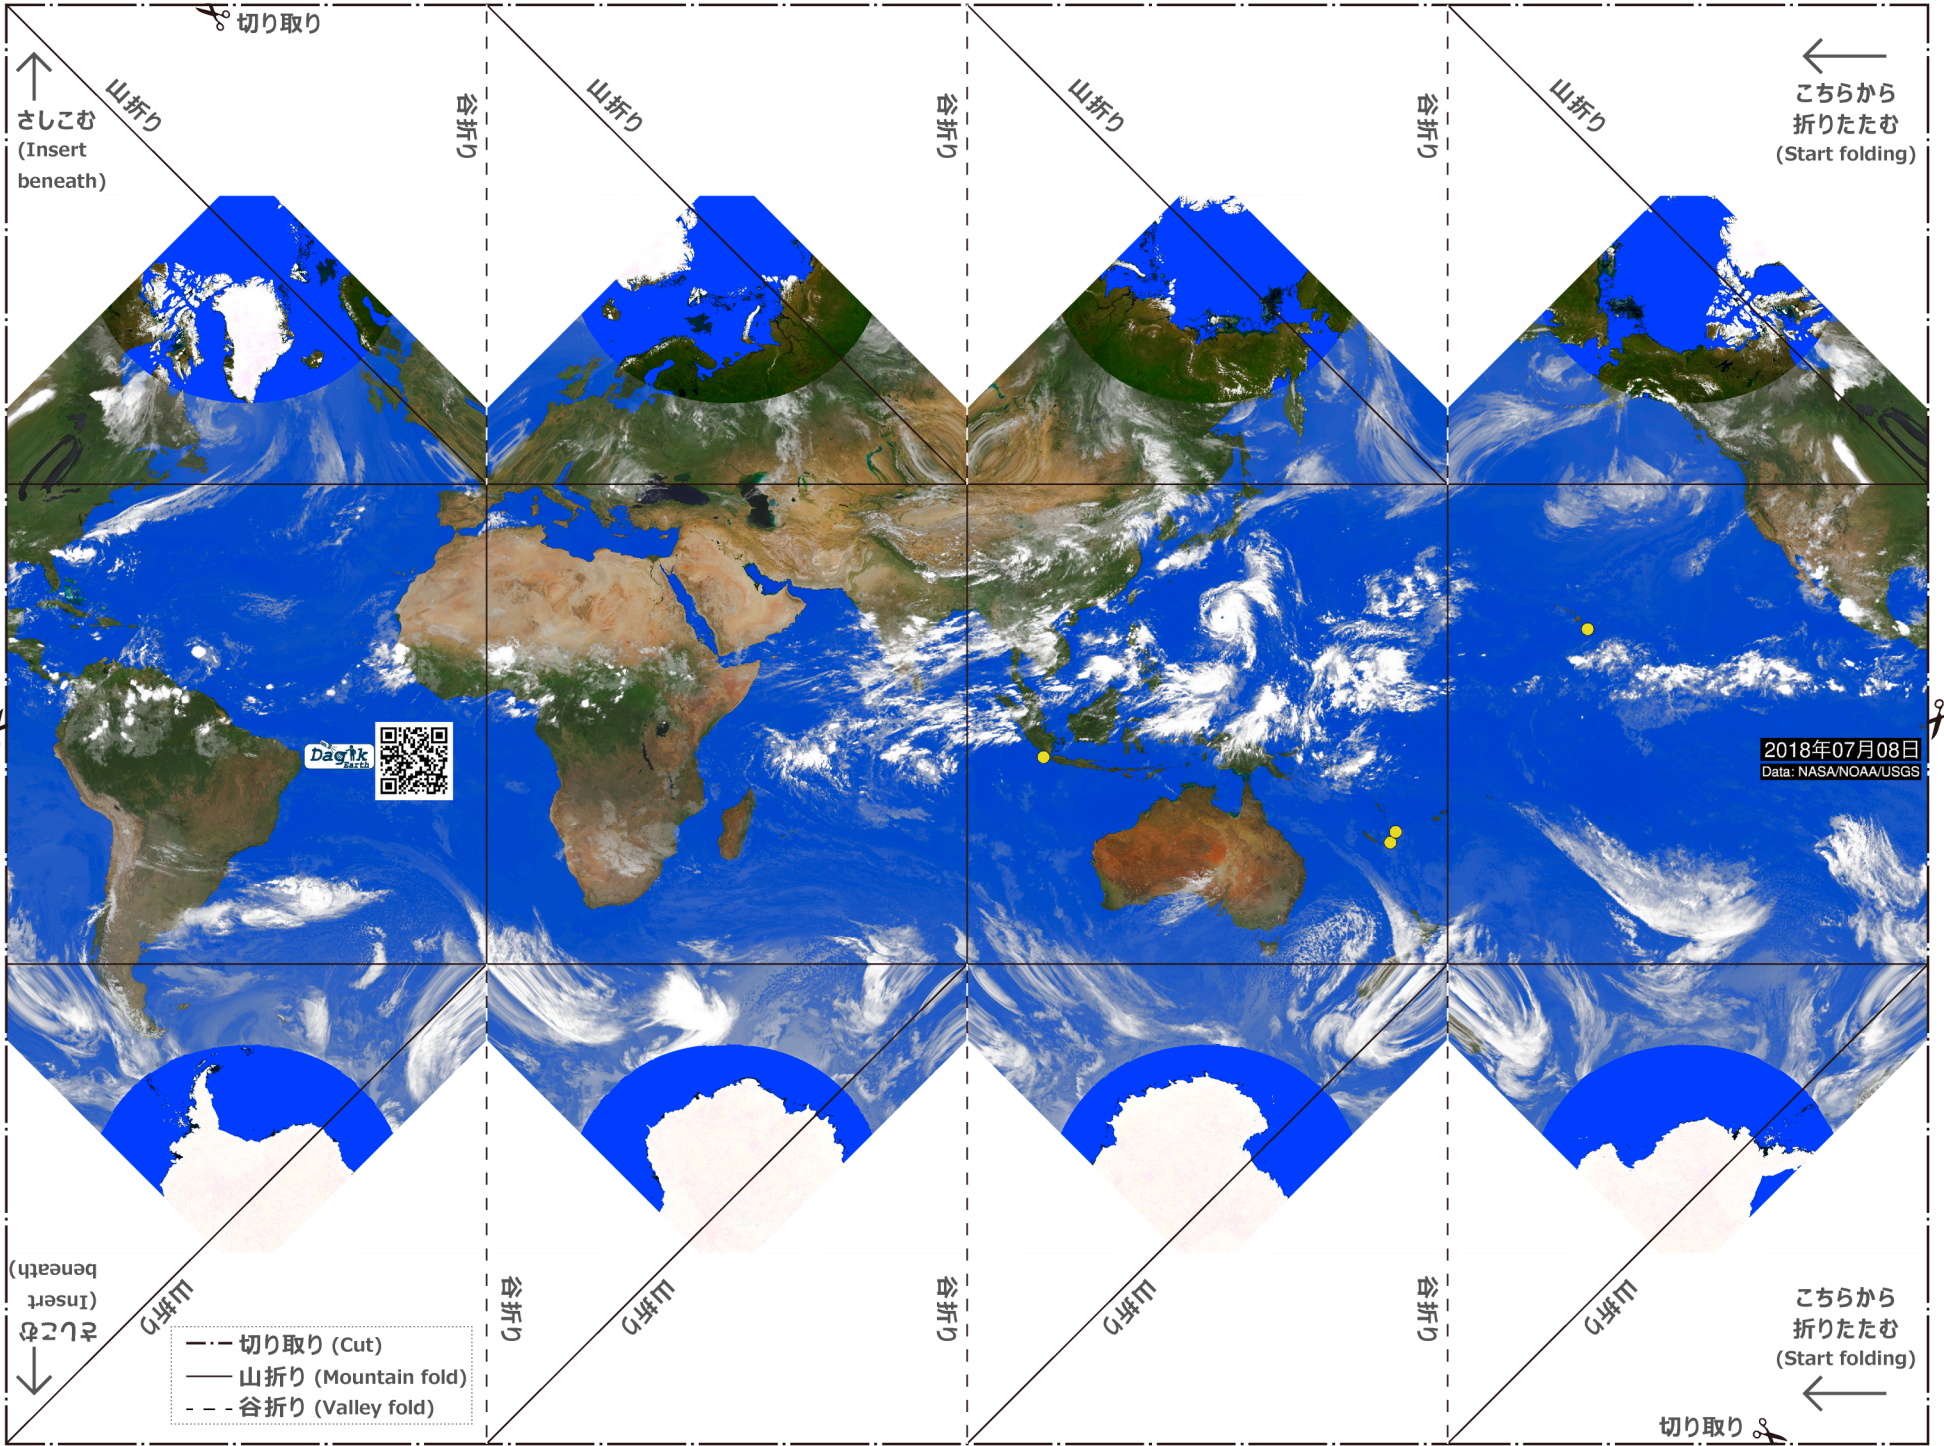 切り取り
山折り
谷折り
山折り
谷折り
山折り
谷折り
山折り
さしこむ
(Insert
beneath)
こちらから
折りたたむ
(Start folding)
Dagik
Earth
2018年07月08日
Data: NASA/NOAA/USGS
さしこむ
(Insert
beneath)
山折り
谷折り
山折り
谷折り
山折り
谷折り
山折り
こちらから
折りたたむ
(Start folding)
切り取り (Cut)
山折り (Mountain fold)
谷折り (Valley fold)
切り取り